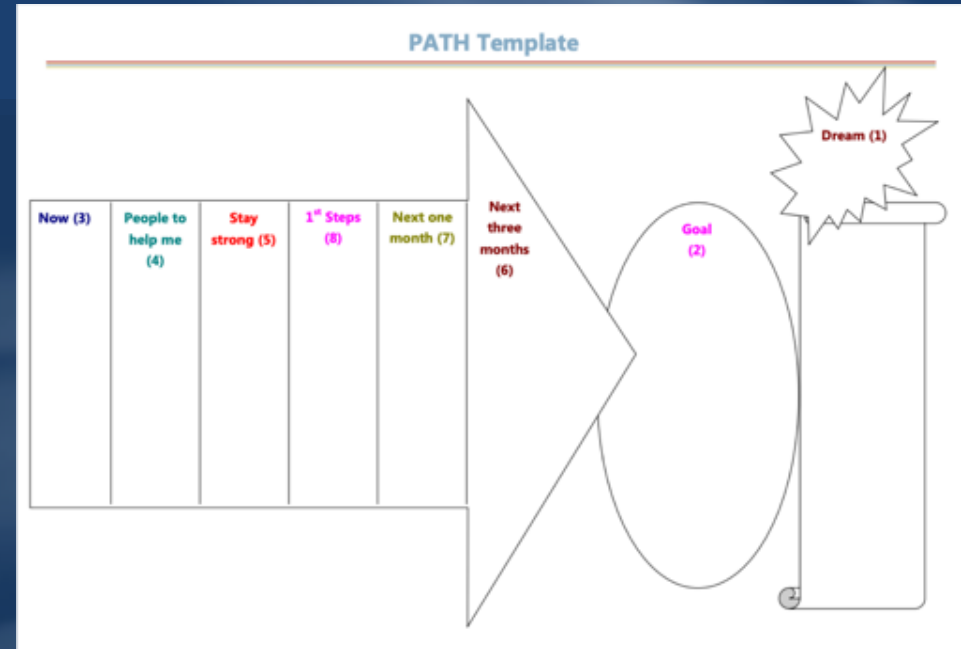 PATH Template
Dream (1)
Now (3)
People to
help me
(4)
Stay
strong (5)
1st Steps
(8)
Next one
month (7)
Next
three
months
(6)
Goal
(2)